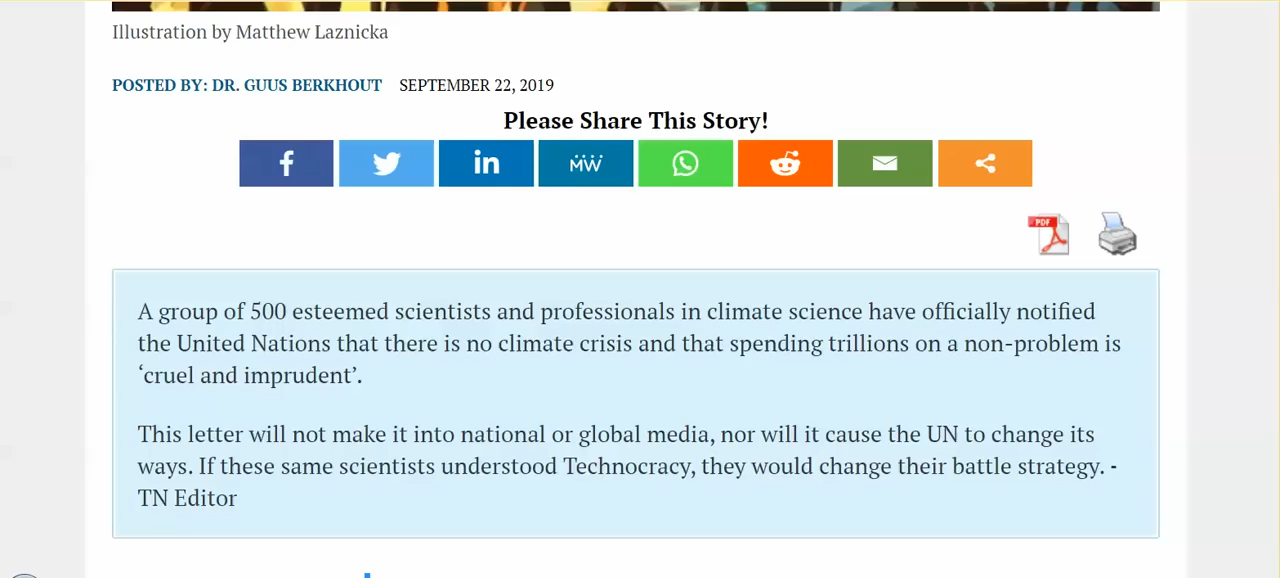 Illustration by Matthew Laznicka
POSTED BY: DR. GUUS BERKHOUT SEPTEMBER 22, 2019
Please Share This Story!
f in MW
PDF
A group of 500 esteemed scientists and professionals in climate science have officially notified
the United Nations that there is no climate crisis and that spending trillions on a non-problem is
‘cruel and imprudent’.
This letter will not make it into national or global media, nor will it cause the UN to change its
ways. If these same scientists understood Technocracy, they would change their battle strategy. -
TN Editor